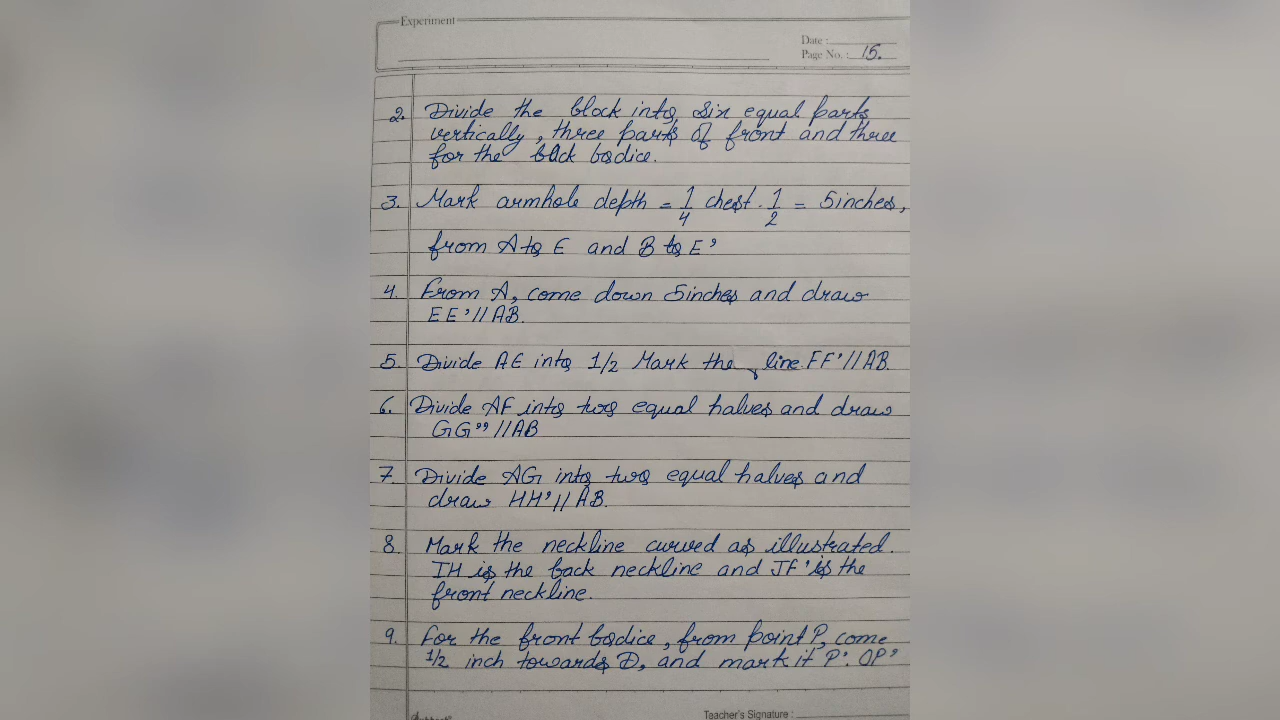 Experiment
Date :
Page No. : 15.
2. Divide the block into six equal parts
vertically, three parts of front and three
for the back bodice.
3. Mark armhole depth = 1/4 chest. 1/2 = 5inches,
from A to E and B to E'
4. From A, come down 5inches and draw
EE'//AB.
5. Divide AE into 1/2 Mark the line FF'//AB.
6. Divide AF into two equal halves and draw
GG"//AB
7. Divide AG into two equal halves and
draw HH'//AB.
8. Mark the neckline curved as illustrated.
IH is the back neckline and JF' is the
front neckline.
9. For the front bodice, from point P, come
1/2 inch towards D, and mark it P'. OP'
Teacher's Signature :